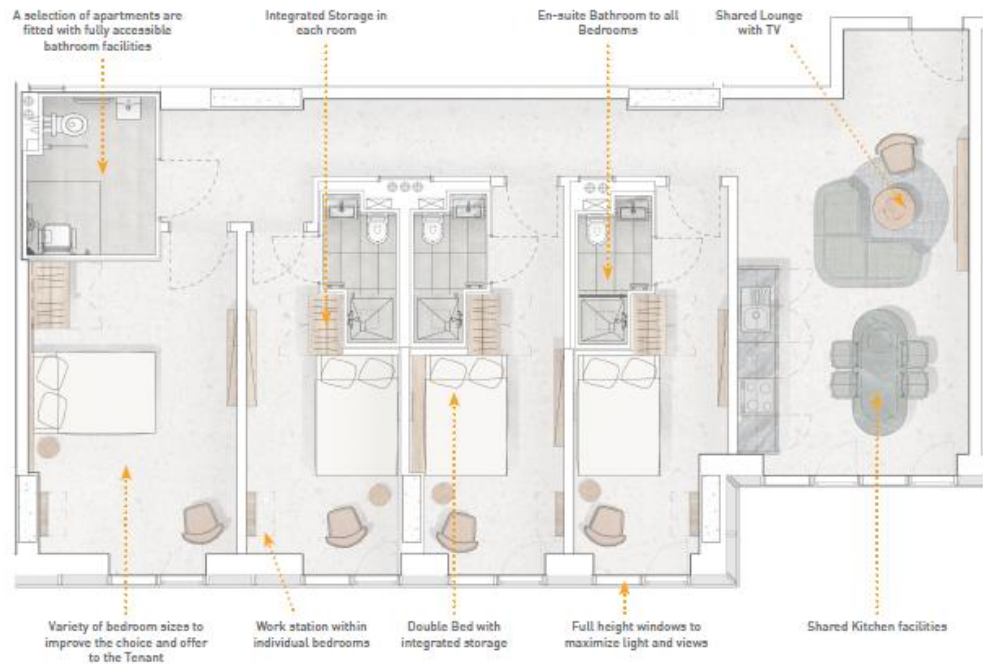 A selection of apartments are
fitted with fully accessible
bathroom facilities
Integrated Storage in
each room
En-suite Bathroom to all
Bedrooms
Shared Lounge
with TV
Variety of bedroom sizes to
improve the choice and offer
to the Tenant
Work station within
individual bedrooms
Double Bed with
integrated storage
Full height windows to
maximize light and views
Shared Kitchen facilities